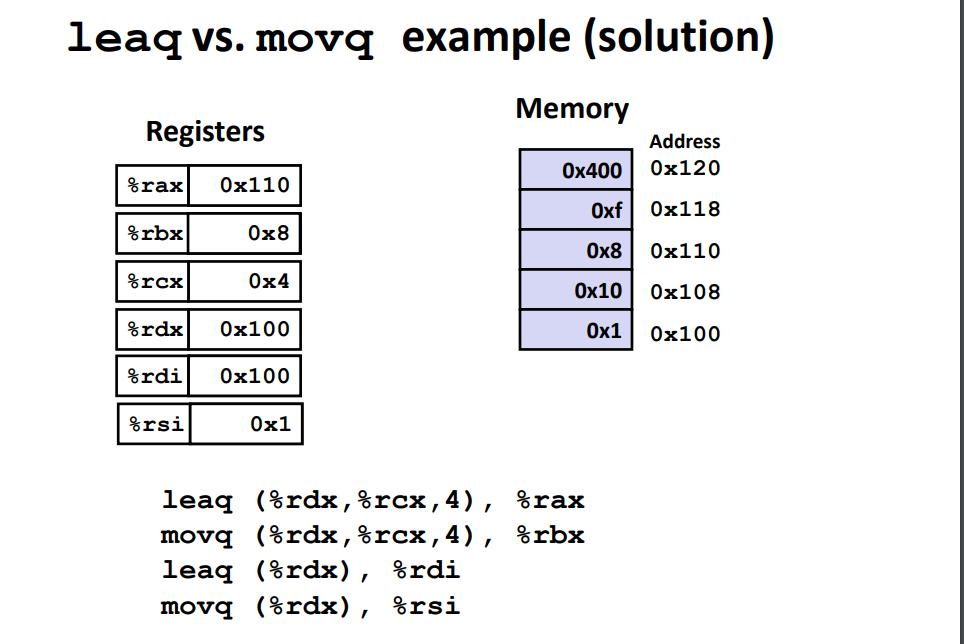 leaq vs. movq example (solution)
Registers
%rax 0x110
%rbx 0x8
%rcx 0x4
%rdx 0x100
%rdi 0x100
%rsi 0x1
Memory
Address
0x400 0x120
0xf 0x118
0x8 0x110
0x10 0x108
0x1 0x100
leaq (%rdx,%rcx,4), %rax
movq (%rdx,%rcx,4), %rbx
leaq (%rdx), %rdi
movq (%rdx), %rsi